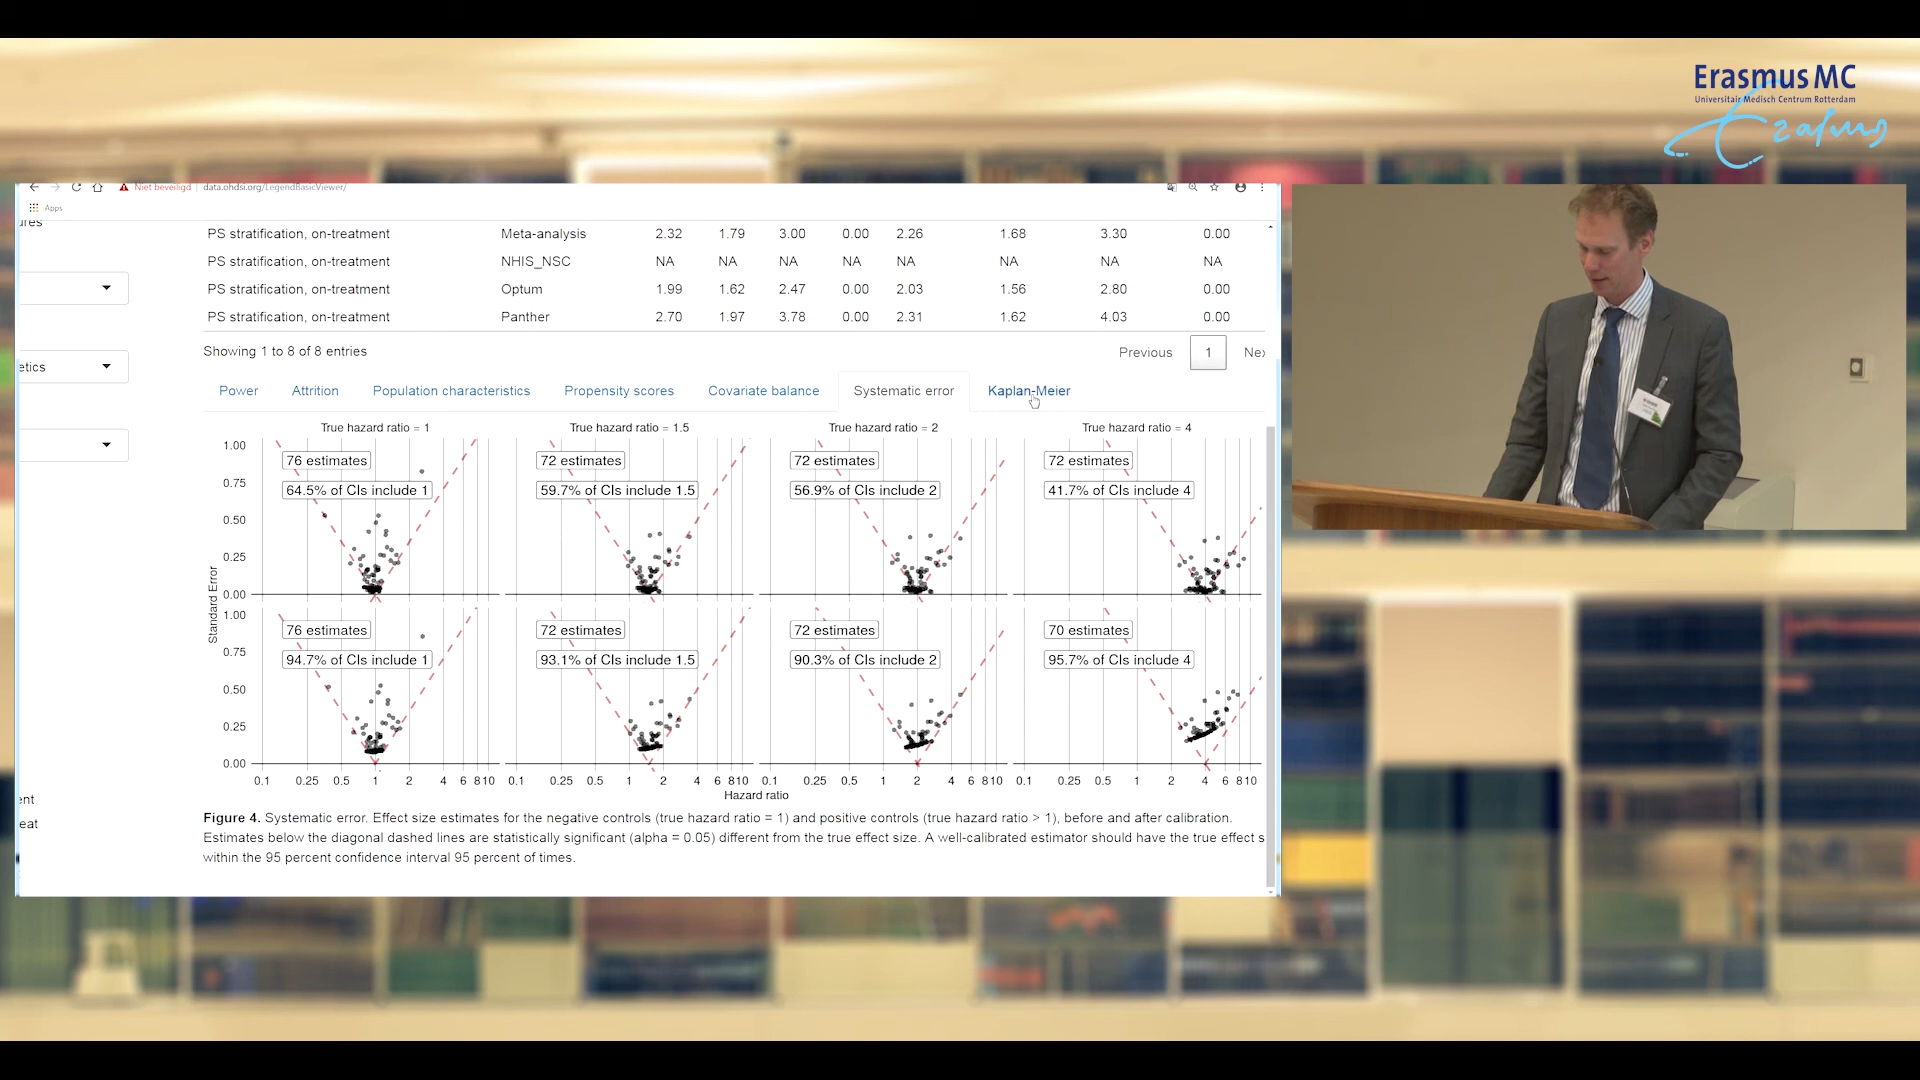 Erasmus MC
Universitair Medisch Centrum Rotterdam
Erasmus
Niet beveiligd data.ohdsi.org/LegendBasicViewer/
Apps
PS stratification, on-treatment Meta-analysis 2.32 1.79 3.00 0.00 2.26 1.68 3.30 0.00
PS stratification, on-treatment NHIS_NSC NA NA NA NA NA NA NA NA
PS stratification, on-treatment Optum 1.99 1.62 2.47 0.00 2.03 1.56 2.80 0.00
etics
PS stratification, on-treatment Panther 2.70 1.97 3.78 0.00 2.31 1.62 4.03 0.00
Showing 1 to 8 of 8 entries Previous 1 Nex
Power Attrition Population characteristics Propensity scores Covariate balance Systematic error Kaplan-Meier
True hazard ratio = 1 True hazard ratio = 1.5 True hazard ratio = 2 True hazard ratio = 4
1.00
76 estimates 72 estimates 72 estimates 72 estimates
0.75
64.5% of CIs include 1 59.7% of CIs include 1.5 56.9% of CIs include 2 41.7% of CIs include 4
0.50
0.25
0.00
Standard Error
1.00
76 estimates 72 estimates 72 estimates 70 estimates
0.75
94.7% of CIs include 1 93.1% of CIs include 1.5 90.3% of CIs include 2 95.7% of CIs include 4
0.50
0.25
0.00
0.1 0.25 0.5 1 2 4 6 8 10 0.1 0.25 0.5 1 2 4 6 8 10 0.1 0.25 0.5 1 2 4 6 8 10 0.1 0.25 0.5 1 2 4 6 8 10
Hazard ratio
ent
eat
Figure 4. Systematic error. Effect size estimates for the negative controls (true hazard ratio = 1) and positive controls (true hazard ratio > 1), before and after calibration.
Estimates below the diagonal dashed lines are statistically significant (alpha = 0.05) different from the true effect size. A well-calibrated estimator should have the true effect s
within the 95 percent confidence interval 95 percent of times.